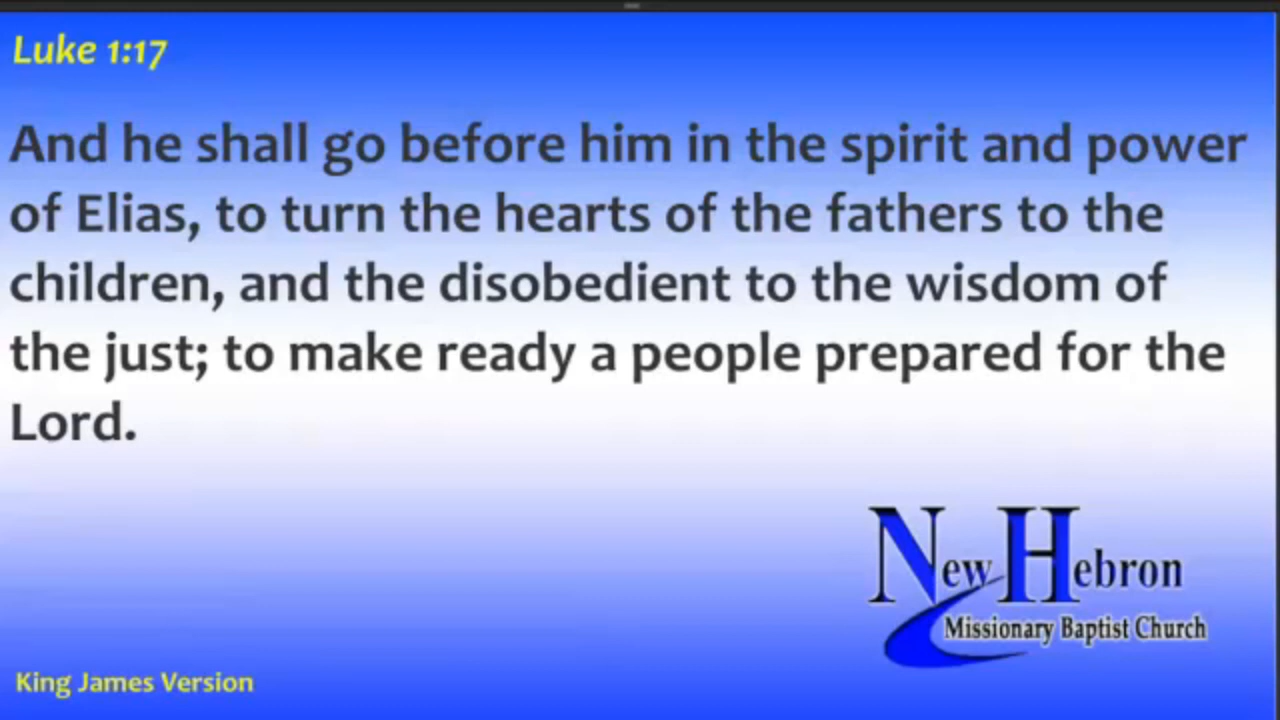 Luke 1:17
And he shall go before him in the spirit and power
of Elias, to turn the hearts of the fathers to the
children, and the disobedient to the wisdom of
the just; to make ready a people prepared for the
Lord.
New Hebron
Missionary Baptist Church
King James Version